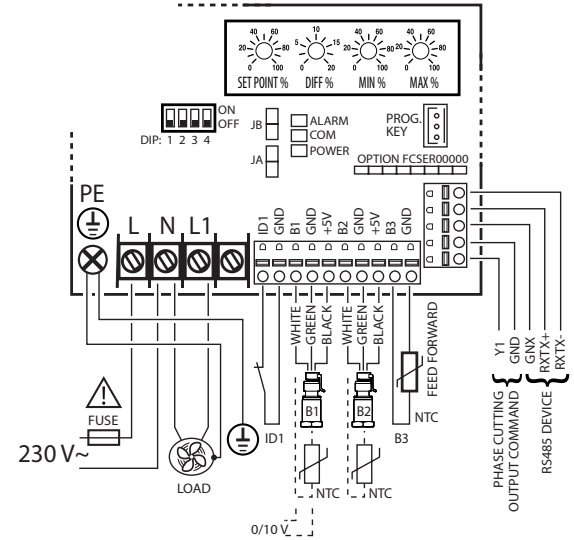 40 60
20 80
0 100
SET POINT %
10
5 15
0 20
DIFF %
40 60
20 80
0 100
MIN %
40 60
20 80
0 100
MAX %
ON
OFF
DIP: 1 2 3 4
JB
JA
ALARM
COM
POWER
PROG.
KEY
OPTION FCSER00000
PE
L N L1
ID1 GND B1 GND +5V B2 GND +5V B3 GND
WHITE GREEN BLACK WHITE GREEN BLACK
FEED FORWARD
Y1 GND GNX RXTX+ RXTX-
PHASE CUTTING
OUTPUT COMMAND
RS485 DEVICE
FUSE
230 V~
LOAD
ID1
B1
B2
NTC
B3
NTC
NTC
0/10 V